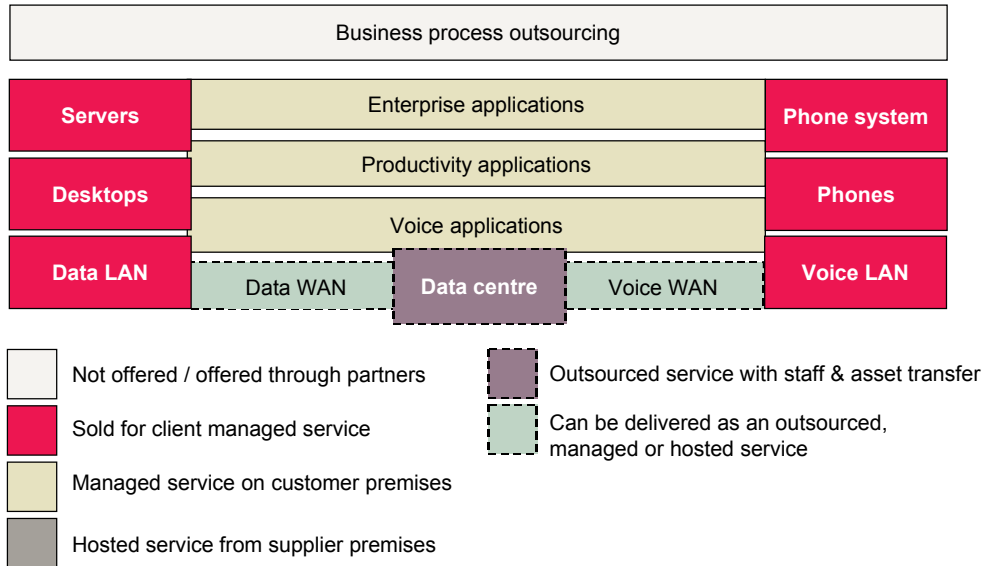 Business process outsourcing
Servers
Enterprise applications
Phone system
Productivity applications
Desktops
Phones
Voice applications
Data LAN
Data WAN
Data centre
Voice WAN
Voice LAN
Not offered / offered through partners
Sold for client managed service
Managed service on customer premises
Hosted service from supplier premises
Outsourced service with staff & asset transfer
Can be delivered as an outsourced,
managed or hosted service